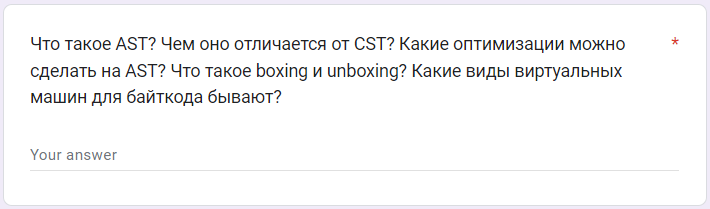 Что такое AST? Чем оно отличается от CST? Какие оптимизации можно *
сделать на AST? Что такое boxing и unboxing? Какие виды виртуальных
машин для байткода бывают?
Your answer